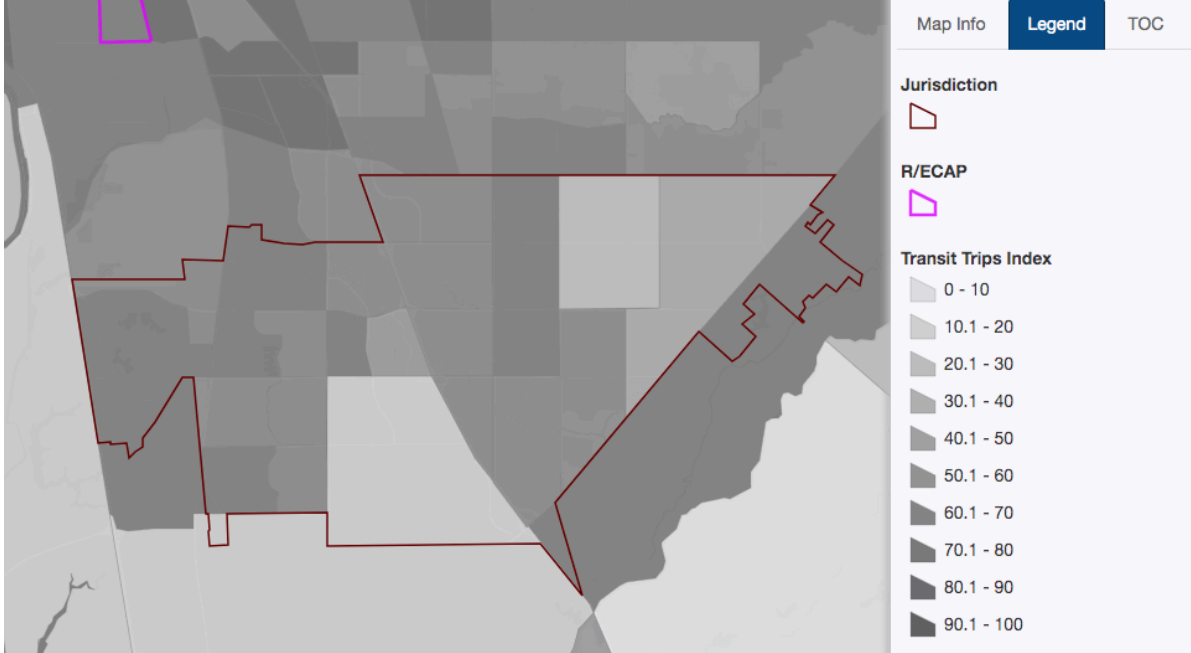 Map Info Legend TOC
Jurisdiction
R/ECAP
Transit Trips Index
0 - 10
10.1 - 20
20.1 - 30
30.1 - 40
40.1 - 50
50.1 - 60
60.1 - 70
70.1 - 80
80.1 - 90
90.1 - 100